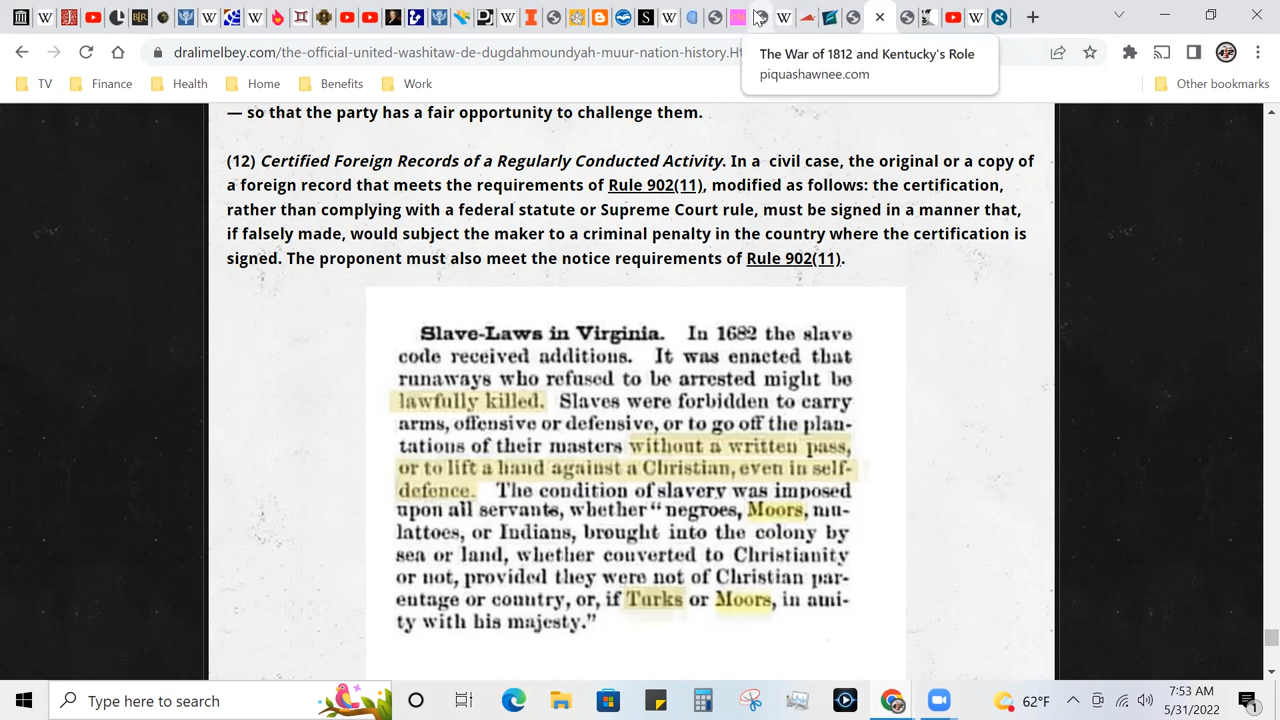 dralimelbey.com/the-official-united-washitaw-de-dugdahmoundyah-muur-nation-history.Ht
The War of 1812 and Kentucky's Role
piquashawnee.com
TV
Finance
Health
Home
Benefits
Work
Other bookmarks
— so that the party has a fair opportunity to challenge them.
(12) Certified Foreign Records of a Regularly Conducted Activity. In a civil case, the original or a copy of
a foreign record that meets the requirements of Rule 902(11), modified as follows: the certification,
rather than complying with a federal statute or Supreme Court rule, must be signed in a manner that,
if falsely made, would subject the maker to a criminal penalty in the country where the certification is
signed. The proponent must also meet the notice requirements of Rule 902(11).
Slave-Laws in Virginia. In 1682 the slave
code received additions. It was enacted that
runaways who refused to be arrested might be
lawfully killed. Slaves were forbidden to carry
arms, offensive or defensive, or to go off the plan-
tations of their masters without a written pass,
or to lift a hand against a Christian, even in self-
defence. The condition of slavery was imposed
upon all servants, whether "negroes, Moors, mu-
lattoes, or Indians, brought into the colony by
sea or land, whether converted to Christianity
or not, provided they were not of Christian par-
entage or country, or, if Turks or Moors, in ami-
ty with his majesty."
Type here to search
62°F
7:53 AM
5/31/2022
1